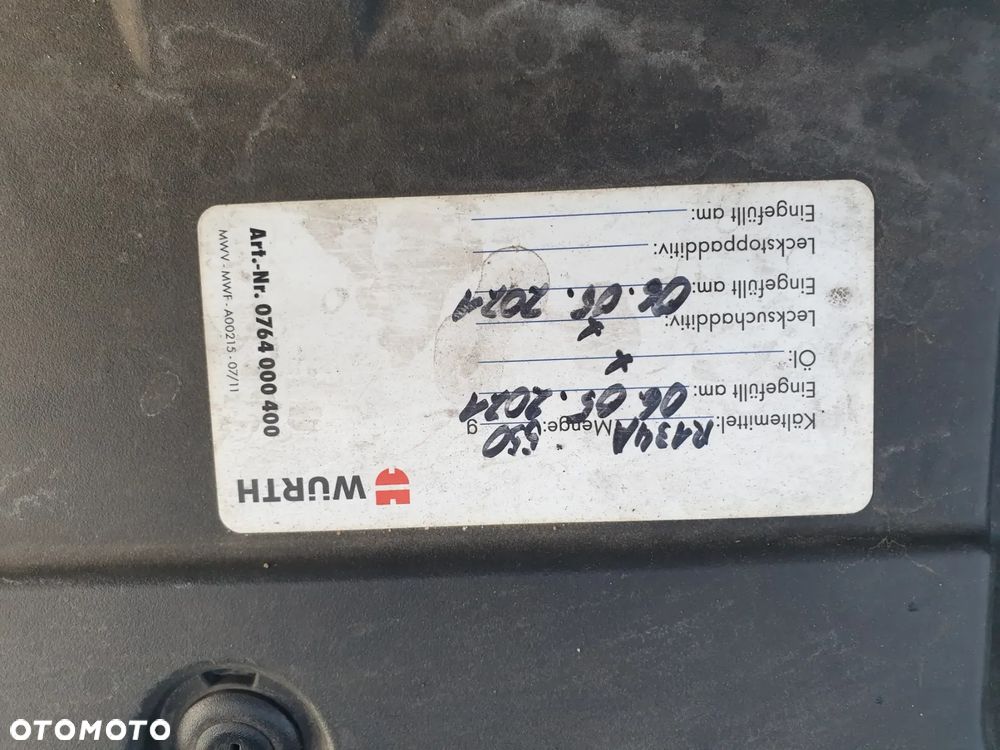 WÜRTH
Kältemittel: R134A Menge: 550 g
Eingefüllt am: 06.05.2021
Öl: x
Lecksuchadditiv: x
Eingefüllt am: 06.05.2021
Leckstoppadditiv:
Eingefüllt am:
Art.-Nr. 0764 000 400
MWV - MWF - A00215 - 07/11
OTOMOTO